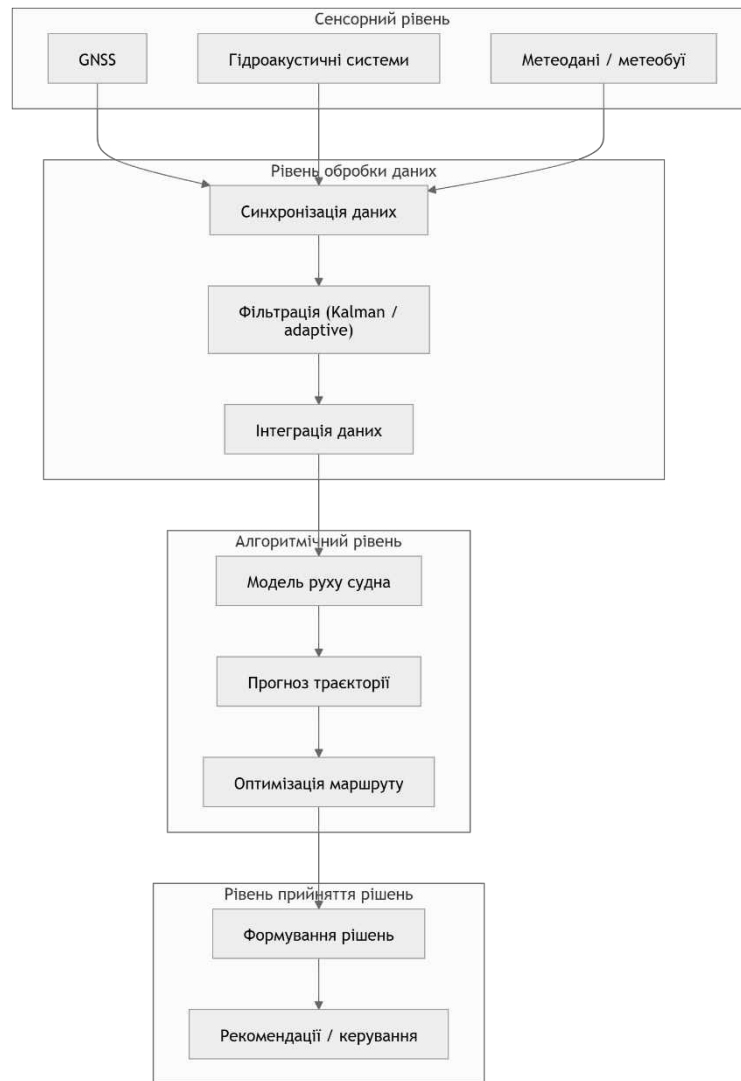 Сенсорний рівень
GNSS
Гідроакустичні системи
Метеодані / метеобуї
Рівень обробки даних
Синхронізація даних
Фільтрація (Kalman /
adaptive)
Інтеграція даних
Алгоритмічний рівень
Модель руху судна
Прогноз траєкторії
Оптимізація маршруту
Рівень прийняття рішень
Формування рішень
Рекомендації / керування